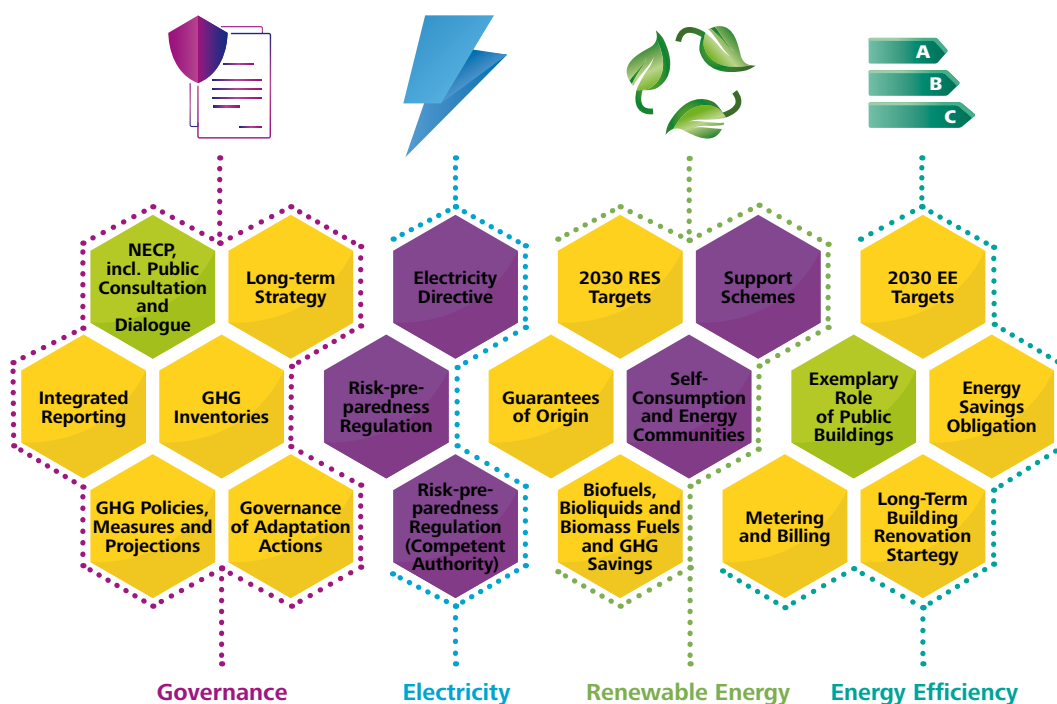 A
B
C
NECP,
incl. Public
Consultation
and
Dialogue
Long-term
Strategy
Electricity
Directive
2030 RES
Targets
Support
Schemes
2030 EE
Targets
Integrated
Reporting
GHG
Inventories
Risk-pre-
paredness
Regulation
Guarantees
of Origin
Self-
Consumption
and Energy
Communities
Exemplary
Role
of Public
Buildings
Energy
Savings
Obligation
GHG Policies,
Measures and
Projections
Governance
of Adaptation
Actions
Risk-pre-
paredness
Regulation
(Competent
Authority)
Biofuels,
Bioliquids and
Biomass Fuels
and GHG
Savings
Metering
and Billing
Long-Term
Building
Renovation
Startegy
Governance
Electricity
Renewable Energy
Energy Efficiency